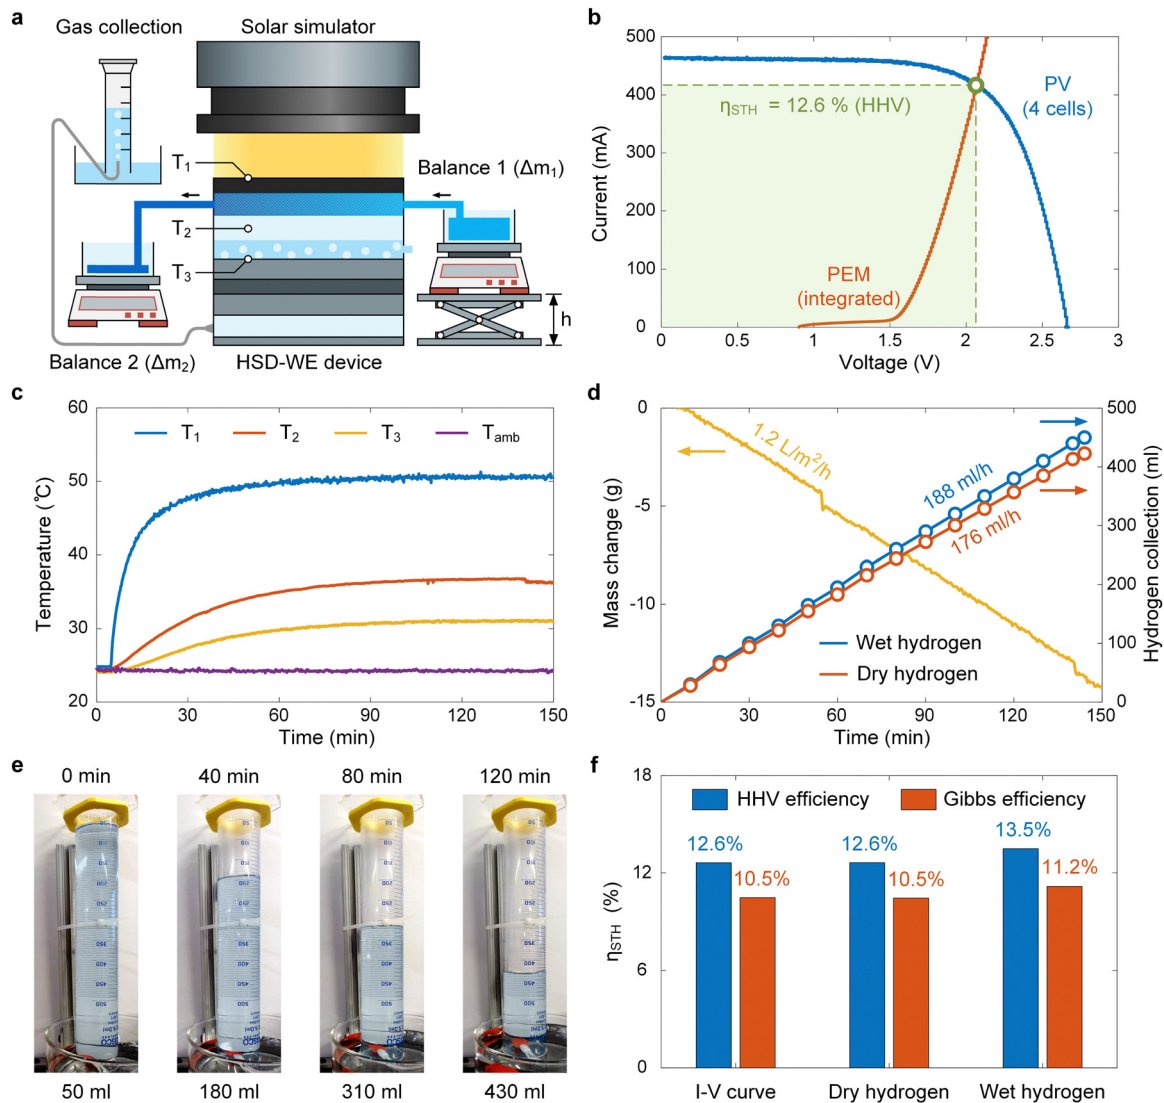 a
Gas collection
Solar simulator
T1
Balance 1 (Δm1)
T2
T3
h
Balance 2 (Δm2)
HSD-WE device
b
500
400
300
200
100
0
Current (mA)
ηSTH = 12.6 % (HHV)
PV
(4 cells)
PEM
(integrated)
0
0.5
1
1.5
2
2.5
3
Voltage (V)
c
60
50
40
30
20
Temperature (°C)
T1
T2
T3
Tamb
0
30
60
90
120
150
Time (min)
d
0
-5
-10
-15
Mass change (g)
1.2 L/m²/h
188 ml/h
176 ml/h
Wet hydrogen
Dry hydrogen
500
400
300
200
100
0
Hydrogen collection (ml)
0
30
60
90
120
150
Time (min)
e
0 min
40 min
80 min
120 min
50 ml
180 ml
310 ml
430 ml
f
18
12
6
0
ηSTH (%)
HHV efficiency
Gibbs efficiency
12.6%
10.5%
12.6%
10.5%
13.5%
11.2%
I-V curve
Dry hydrogen
Wet hydrogen